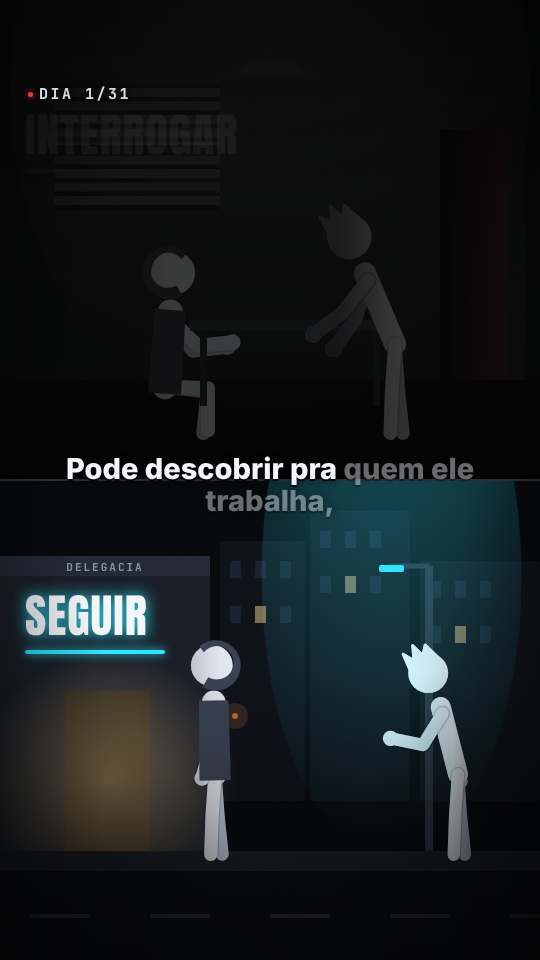 DIA 1/31
INTERROGAR
Pode descobrir pra quem ele
trabalha,
DELEGACIA
SEGUIR